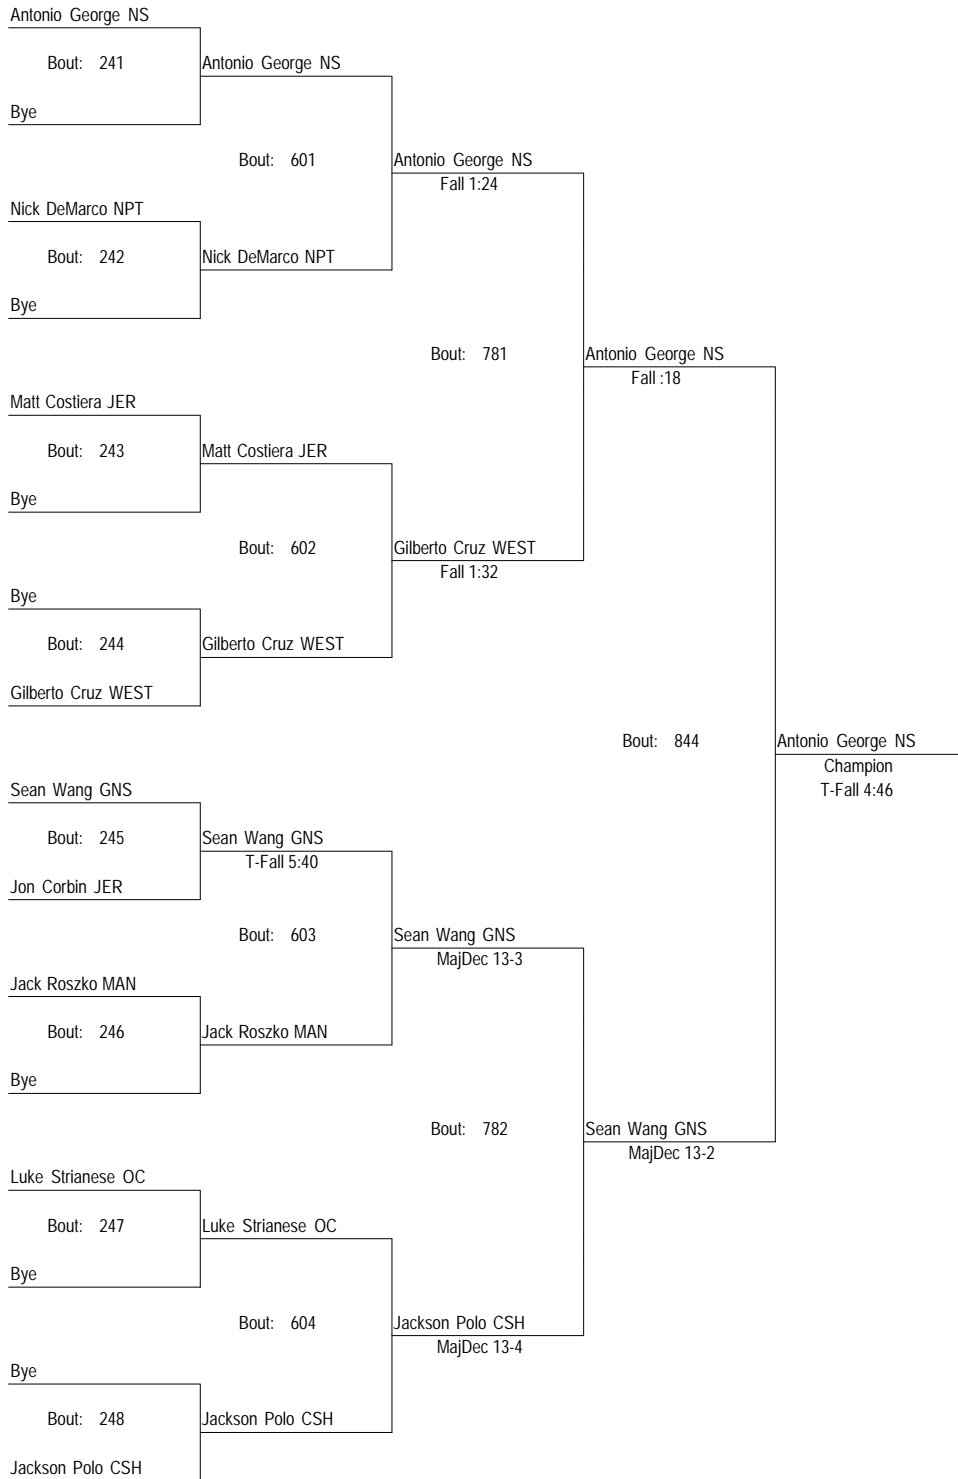 Antonio George NS
Bout: 241
Antonio George NS
Bye
Bout: 601
Antonio George NS
Fall 1:24
Nick DeMarco NPT
Bout: 242
Nick DeMarco NPT
Bye
Bout: 781
Antonio George NS
Fall :18
Matt Costiera JER
Bout: 243
Matt Costiera JER
Bye
Bout: 602
Gilberto Cruz WEST
Fall 1:32
Bye
Bout: 244
Gilberto Cruz WEST
Gilberto Cruz WEST
Bout: 844
Antonio George NS
Champion
T-Fall 4:46
Sean Wang GNS
Bout: 245
Sean Wang GNS
T-Fall 5:40
Jon Corbin JER
Bout: 603
Sean Wang GNS
MajDec 13-3
Jack Roszko MAN
Bout: 246
Jack Roszko MAN
Bye
Bout: 782
Sean Wang GNS
MajDec 13-2
Luke Strianese OC
Bout: 247
Luke Strianese OC
Bye
Bout: 604
Jackson Polo CSH
MajDec 13-4
Bye
Bout: 248
Jackson Polo CSH
Jackson Polo CSH